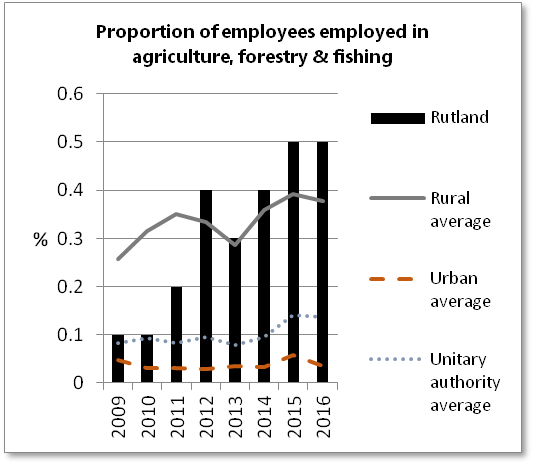 Proportion of employees employed in
agriculture, forestry & fishing
0.6
0.5
0.4
0.3
0.2
0.1
0
%
2009
2010
2011
2012
2013
2014
2015
2016
Rutland
Rural
average
Urban
average
Unitary
authority
average